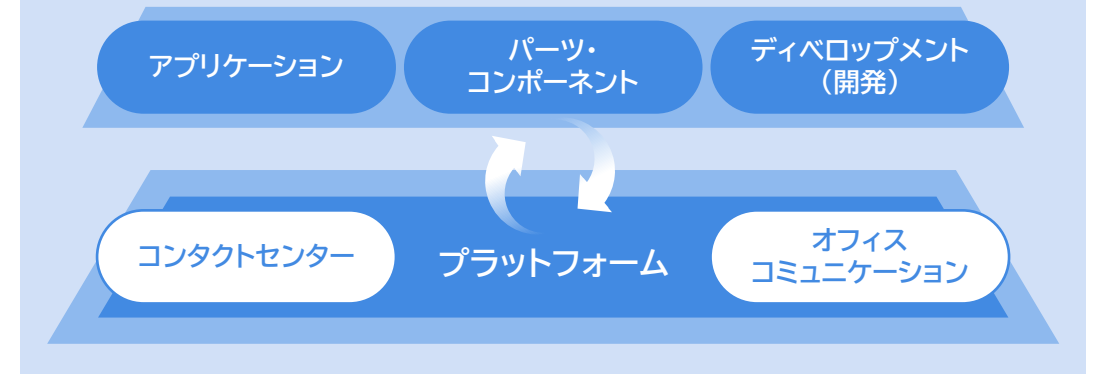 アプリケーション
パーツ・
コンポーネント
ディベロップメント
（開発）
コンタクトセンター
プラットフォーム
オフィス
コミュニケーション